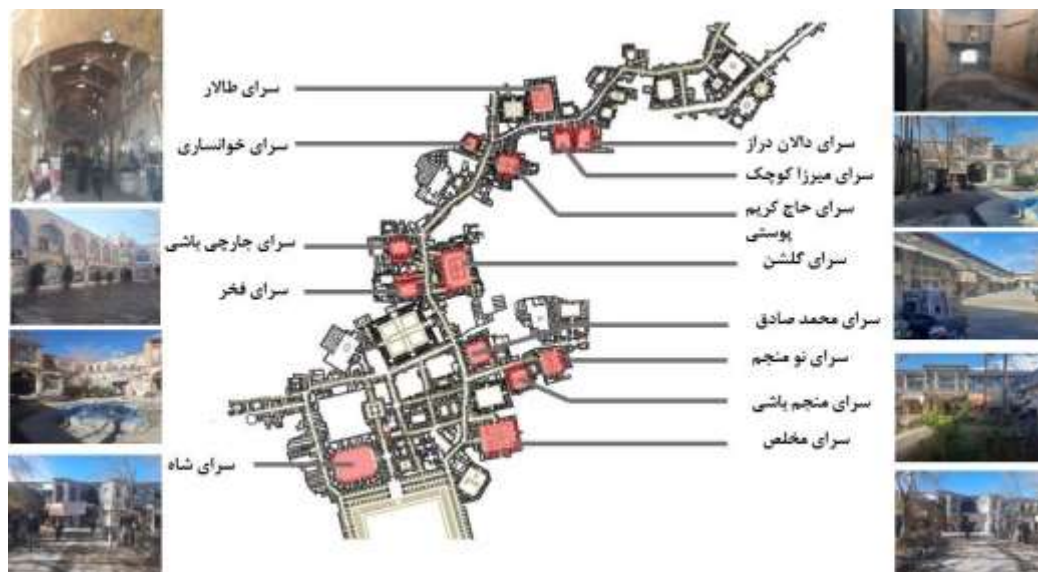 سرای طالار
سرای خوانساری
سرای جارچی باشی
سرای فخر
سرای شاه
سرای دالان دراز
سرای میرزا کوچک
سرای حاج کریم
پوستی
سرای گلشن
سرای محمد صادق
سرای نو منجم
سرای منجم باشی
سرای مخلص